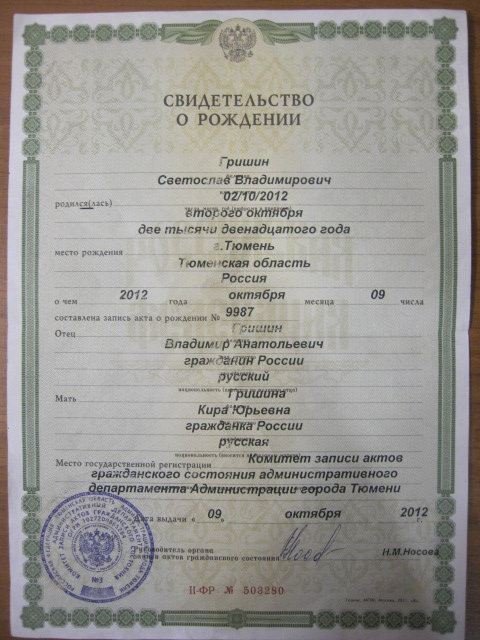 СВИДЕТЕЛЬСТВО
О РОЖДЕНИИ
Гришин
Светослав Владимирович
родился(лась) 02/10/2012
второго октября
две тысячи двенадцатого года
место рождения г.Тюмень
Тюменская область
Россия
о чем 2012 года октября месяца 09 числа
составлена запись акта о рождении № 9987
Отец Гришин
Владимир Анатольевич
гражданин России
русский
Мать Гришина
Кира Юрьевна
гражданка России
русская
Место государственной регистрации Комитет записи актов
гражданского состояния административного
департамента Администрации города Тюмени
Дата выдачи « 09 » октября 2012 г.
Руководитель органа
записи актов гражданского состояния Н.М.Носова
II-ФР № 503280